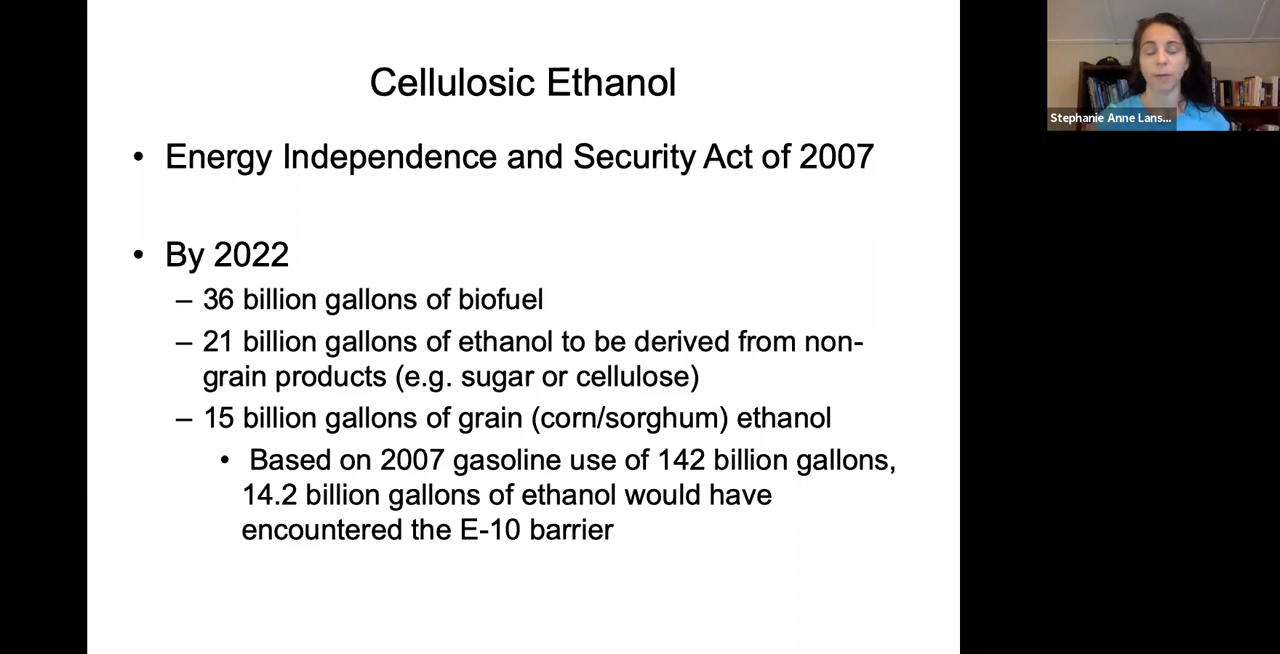 Cellulosic Ethanol
• Energy Independence and Security Act of 2007
• By 2022
– 36 billion gallons of biofuel
– 21 billion gallons of ethanol to be derived from non-
grain products (e.g. sugar or cellulose)
– 15 billion gallons of grain (corn/sorghum) ethanol
• Based on 2007 gasoline use of 142 billion gallons,
14.2 billion gallons of ethanol would have
encountered the E-10 barrier
Stephanie Anne Lans...